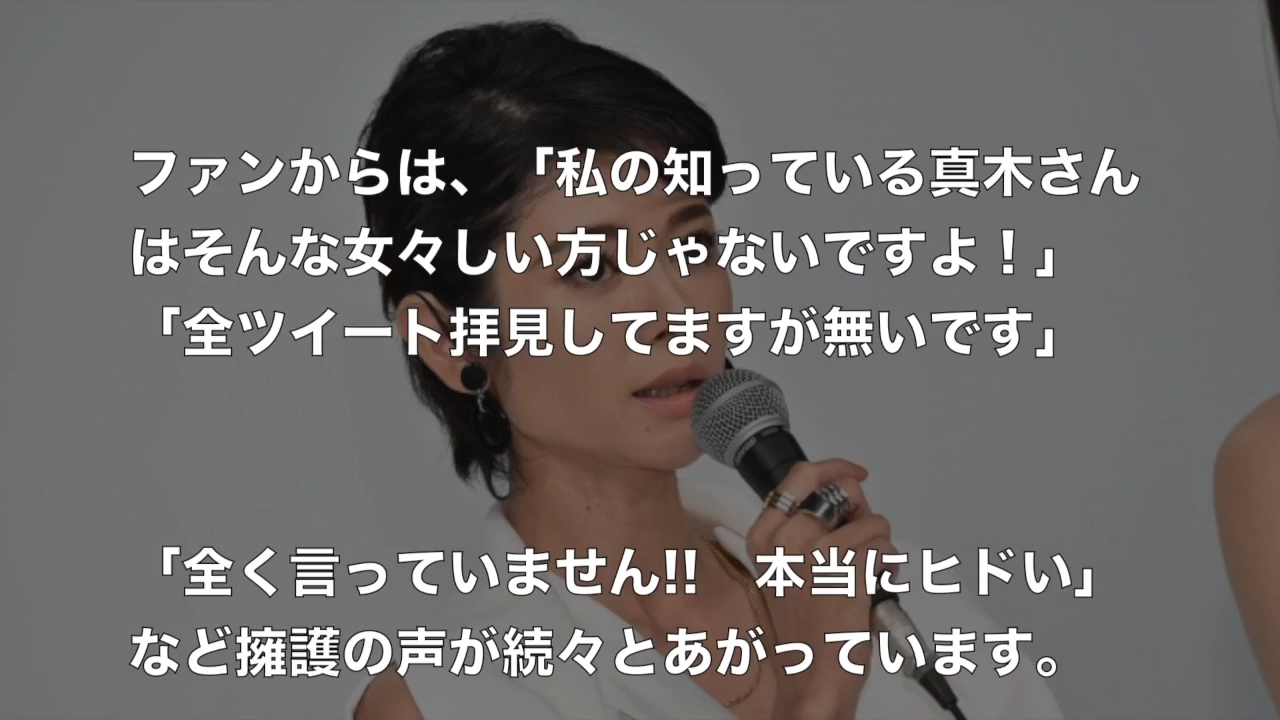 ファンからは、「私の知っている真木さん
はそんな女々しい方じゃないですよ！」
「全ツイート拝見してますが無いです」
「全く言っていません!!　本当にヒドい」
など擁護の声が続々とあがっています。